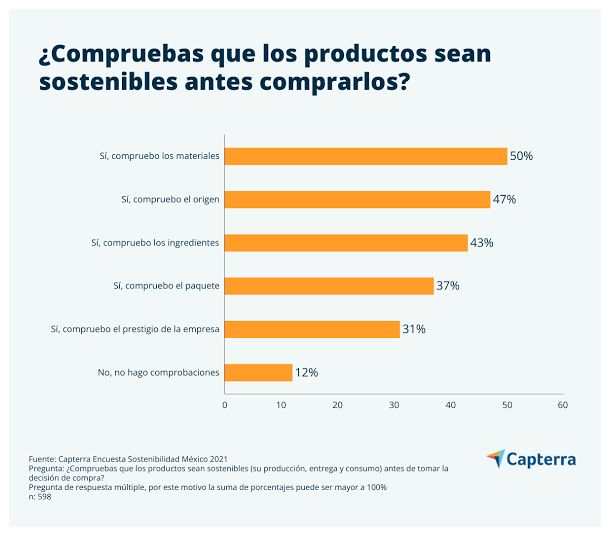 ¿Compruebas que los productos sean
sostenibles antes comprarlos?
Sí, compruebo los materiales 50%
Sí, compruebo el origen 47%
Sí, compruebo los ingredientes 43%
Sí, compruebo el paquete 37%
Sí, compruebo el prestigio de la empresa 31%
No, no hago comprobaciones 12%
0 10 20 30 40 50 60
Fuente: Capterra Encuesta Sostenibilidad México 2021
Pregunta: ¿Compruebas que los productos sean sostenibles (su producción, entrega y consumo) antes de tomar la
decisión de compra?
Pregunta de respuesta múltiple, por este motivo la suma de porcentajes puede ser mayor a 100%
n: 598
Capterra